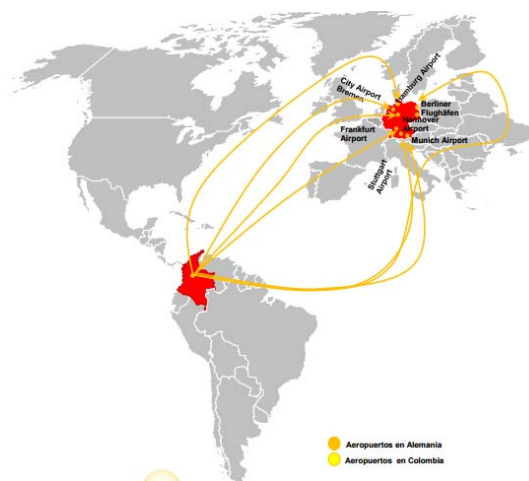 Hamburg Airport
City Airport
Bremen
Berliner
Flughäfen
Hannover
Airport
Frankfurt
Airport
Munich Airport
Stuttgart
Airport
Aeropuertos en Alemania
Aeropuertos en Colombia